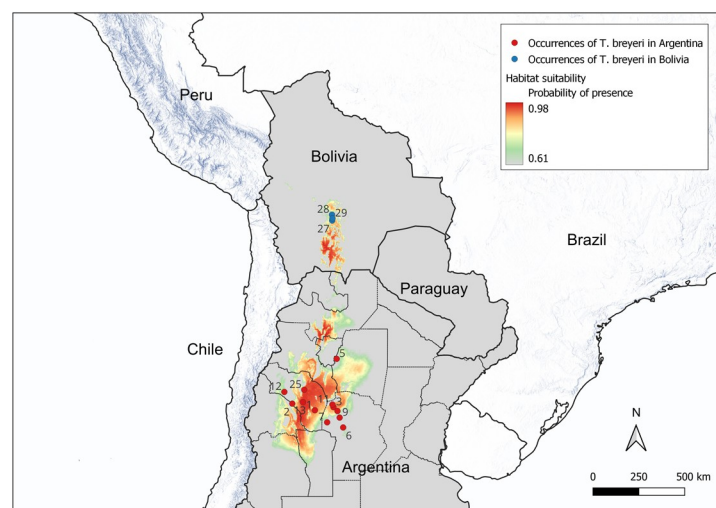 Occurrences of T. breyeri in Argentina
Occurrences of T. breyeri in Bolivia
Habitat suitability
Probability of presence
0.98
0.61
Peru
Bolivia
28
29
27
Brazil
Paraguay
Chile
5
12
25
2
13
3
9
6
Argentina
N
0 250 500 km